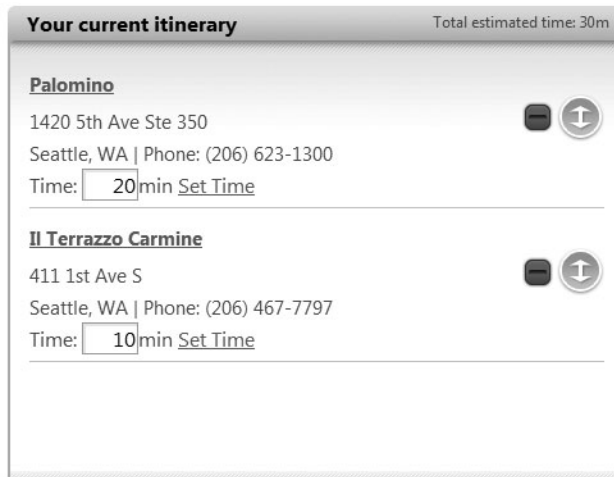 Your current itinerary Total estimated time: 30m
Palomino
1420 5th Ave Ste 350
Seattle, WA | Phone: (206) 623-1300
Time: 20 min Set Time
Il Terrazzo Carmine
411 1st Ave S
Seattle, WA | Phone: (206) 467-7797
Time: 10 min Set Time